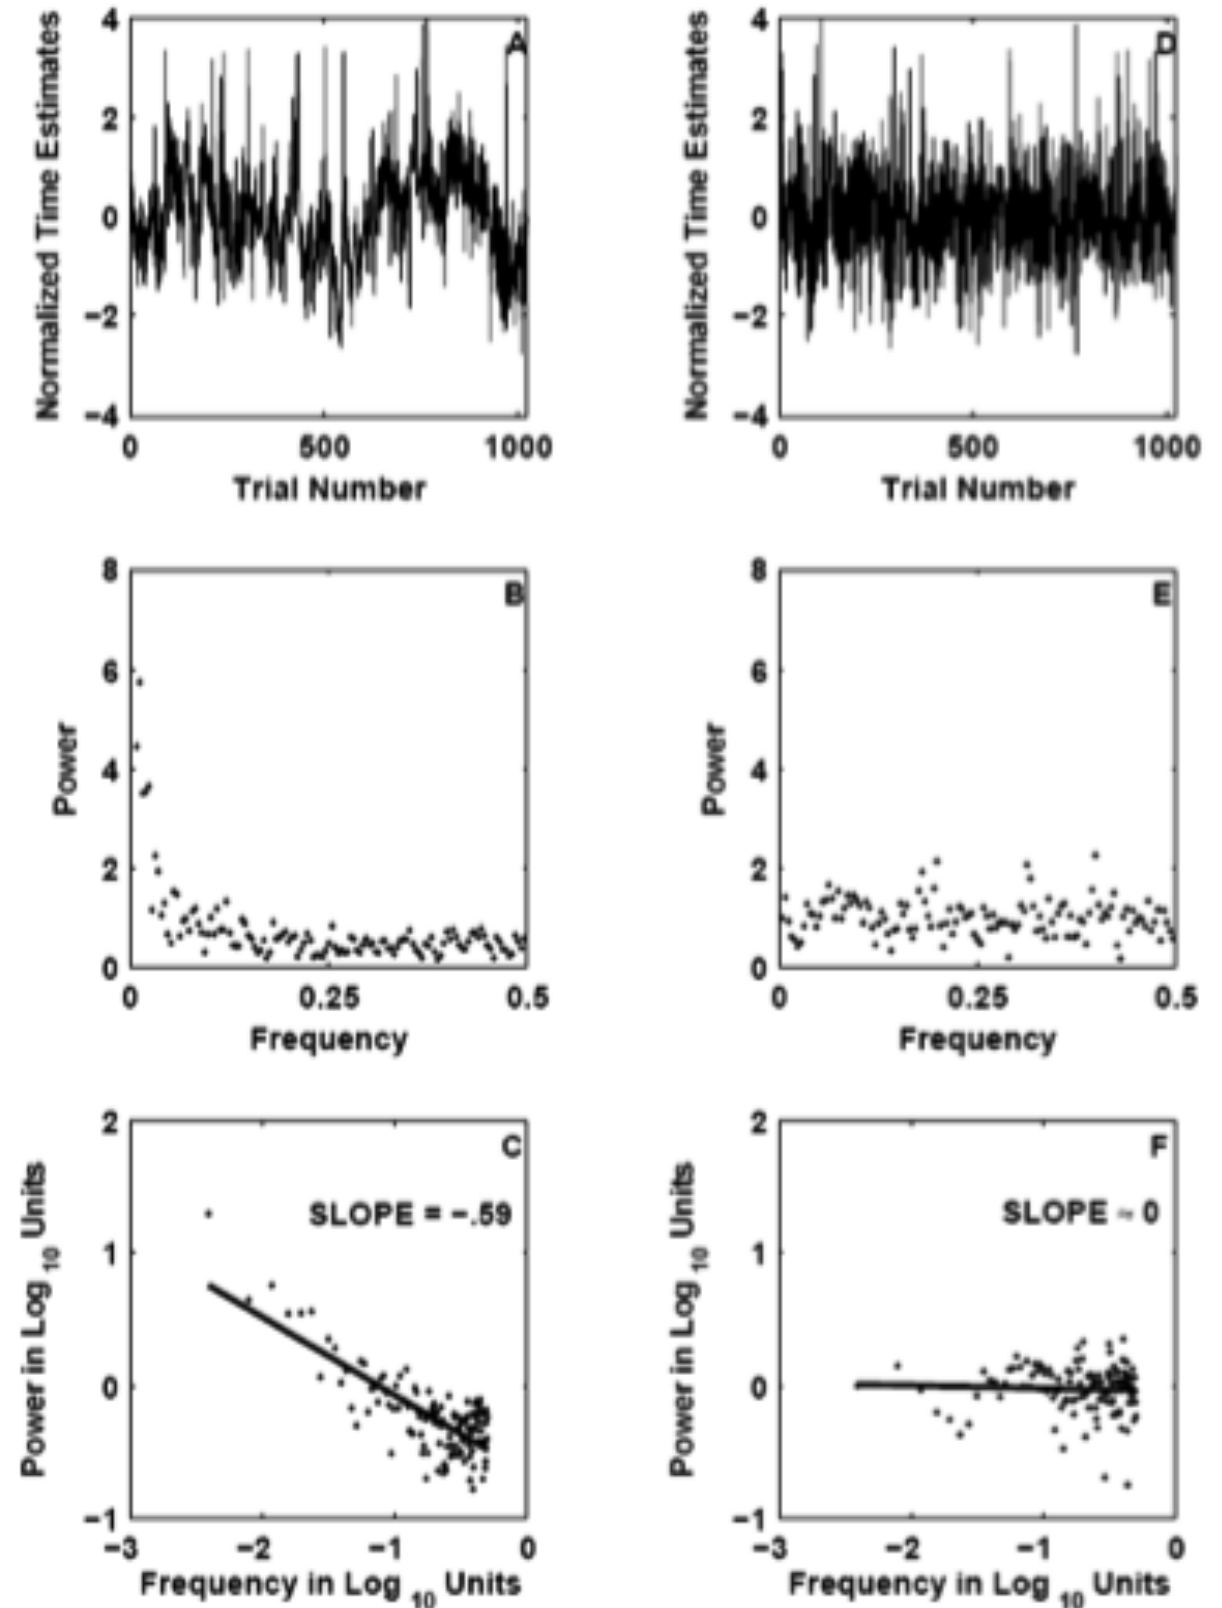 Normalized Time Estimates
4
2
0
−2
−4
A
0 500 1000
Trial Number
Normalized Time Estimates
4
2
0
−2
−4
D
0 500 1000
Trial Number
Power
8
6
4
2
0
B
0 0.25 0.5
Frequency
Power
8
6
4
2
0
E
0 0.25 0.5
Frequency
Power in Log 10 Units
2
1
0
−1
C
SLOPE = −.59
−3 −2 −1 0
Frequency in Log 10 Units
Power in Log 10 Units
2
1
0
−1
F
SLOPE ≈ 0
−3 −2 −1 0
Frequency in Log 10 Units